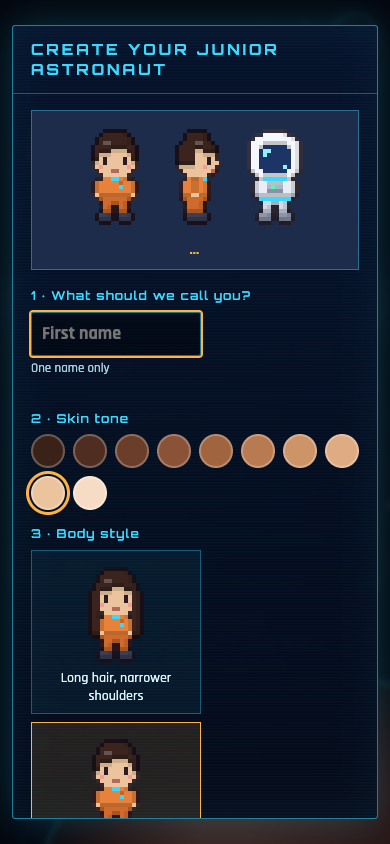 CREATE YOUR JUNIOR
ASTRONAUT
...
1 · What should we call you?
First name
One name only
2 · Skin tone
3 · Body style
Long hair, narrower
shoulders